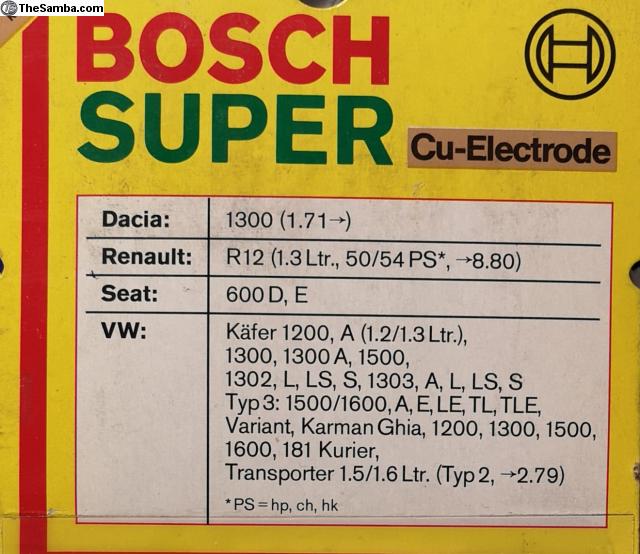 TheSamba.com
BOSCH
SUPER
Cu-Electrode
Dacia: 1300 (1.71→)
Renault: R12 (1.3 Ltr., 50/54 PS*, →8.80)
Seat: 600 D, E
VW: Käfer 1200, A (1.2/1.3 Ltr.),
1300, 1300 A, 1500,
1302, L, LS, S, 1303, A, L, LS, S
Typ 3: 1500/1600, A, E, LE, TL, TLE,
Variant, Karman Ghia, 1200, 1300, 1500,
1600, 181 Kurier,
Transporter 1.5/1.6 Ltr. (Typ 2, →2.79)
*PS = hp, ch, hk